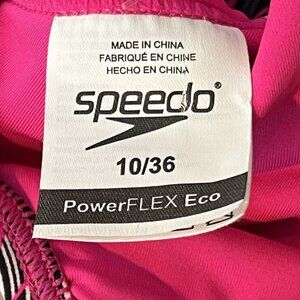 MADE IN CHINA
FABRIQUÉ EN CHINE
HECHO EN CHINA
speedo
10/36
PowerFLEX Eco